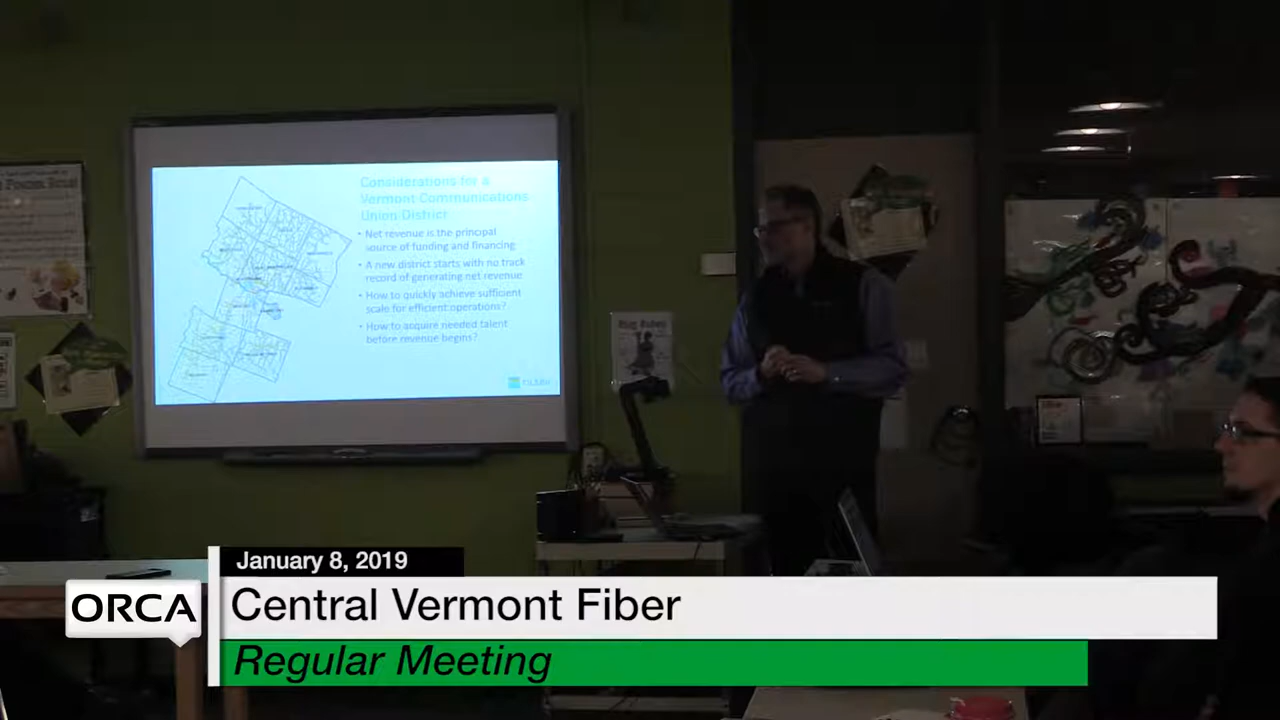 Considerations for a
Vermont Communications
Union District
• Net revenue is the principal
source of funding and financing
• A new district starts with no track
record of generating net revenue
• How to quickly achieve sufficient
scale for efficient operations?
• How to acquire needed talent
before revenue begins?
January 8, 2019
ORCA
Central Vermont Fiber
Regular Meeting